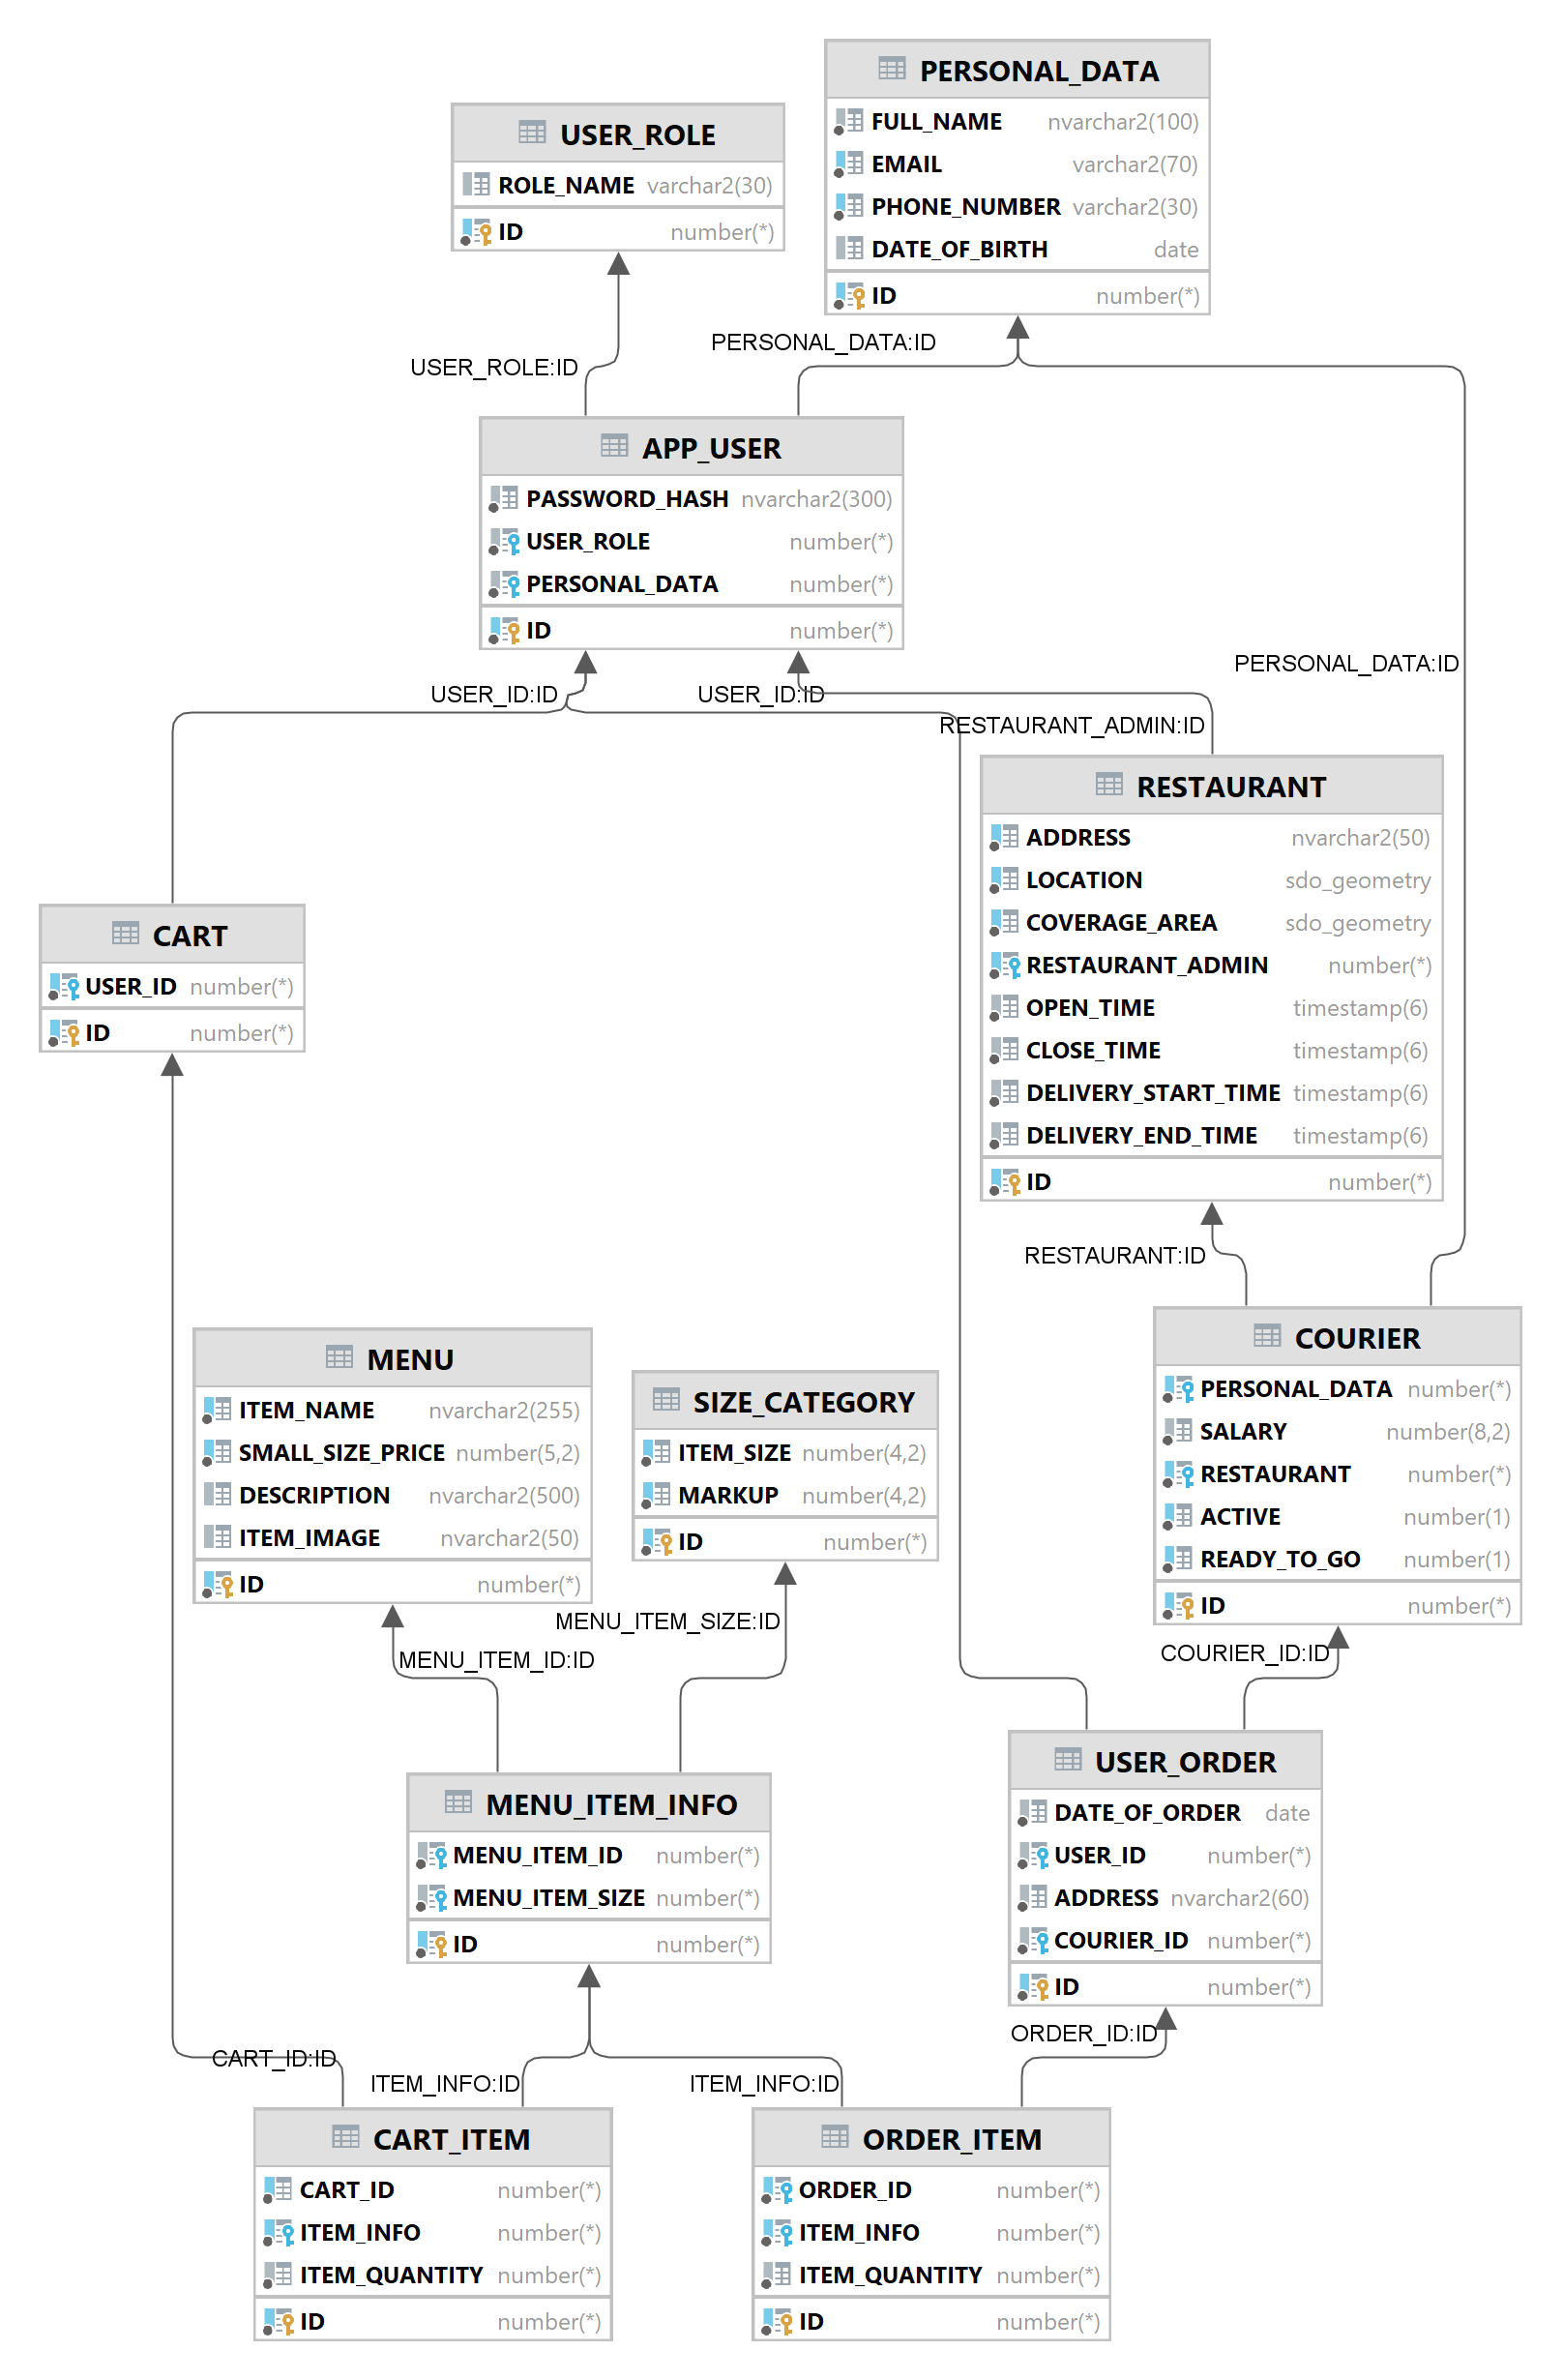 PERSONAL_DATA
FULL_NAME nvarchar2(100)
EMAIL varchar2(70)
PHONE_NUMBER varchar2(30)
DATE_OF_BIRTH date
ID number(*)
USER_ROLE
ROLE_NAME varchar2(30)
ID number(*)
PERSONAL_DATA:ID
USER_ROLE:ID
APP_USER
PASSWORD_HASH nvarchar2(300)
USER_ROLE number(*)
PERSONAL_DATA number(*)
ID number(*)
PERSONAL_DATA:ID
USER_ID:ID
USER_ID:ID
RESTAURANT_ADMIN:ID
RESTAURANT
ADDRESS nvarchar2(50)
LOCATION sdo_geometry
COVERAGE_AREA sdo_geometry
RESTAURANT_ADMIN number(*)
OPEN_TIME timestamp(6)
CLOSE_TIME timestamp(6)
DELIVERY_START_TIME timestamp(6)
DELIVERY_END_TIME timestamp(6)
ID number(*)
CART
USER_ID number(*)
ID number(*)
RESTAURANT:ID
COURIER
PERSONAL_DATA number(*)
SALARY number(8,2)
RESTAURANT number(*)
ACTIVE number(1)
READY_TO_GO number(1)
ID number(*)
MENU
ITEM_NAME nvarchar2(255)
SMALL_SIZE_PRICE number(5,2)
DESCRIPTION nvarchar2(500)
ITEM_IMAGE nvarchar2(50)
ID number(*)
SIZE_CATEGORY
ITEM_SIZE number(4,2)
MARKUP number(4,2)
ID number(*)
MENU_ITEM_SIZE:ID
MENU_ITEM_ID:ID
COURIER_ID:ID
MENU_ITEM_INFO
MENU_ITEM_ID number(*)
MENU_ITEM_SIZE number(*)
ID number(*)
USER_ORDER
DATE_OF_ORDER date
USER_ID number(*)
ADDRESS nvarchar2(60)
COURIER_ID number(*)
ID number(*)
ORDER_ID:ID
CART_ID:ID
ITEM_INFO:ID
ITEM_INFO:ID
CART_ITEM
CART_ID number(*)
ITEM_INFO number(*)
ITEM_QUANTITY number(*)
ID number(*)
ORDER_ITEM
ORDER_ID number(*)
ITEM_INFO number(*)
ITEM_QUANTITY number(*)
ID number(*)